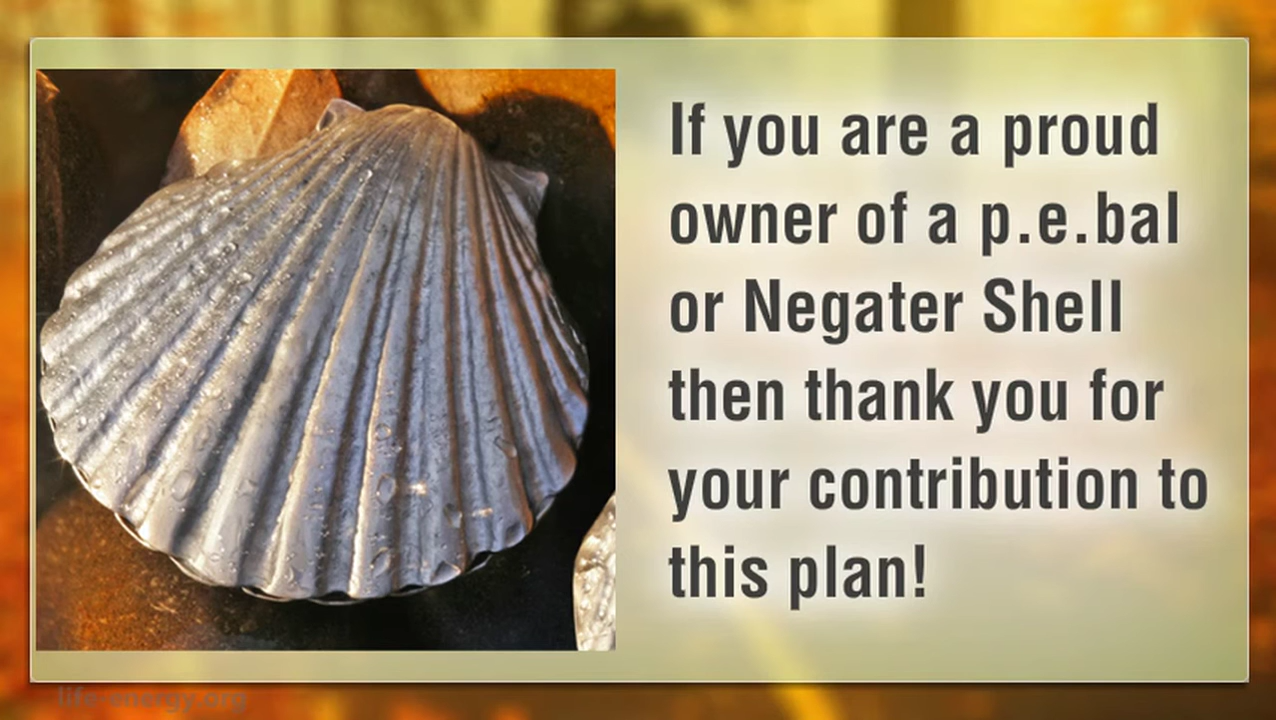 If you are a proud
owner of a p.e.bal
or Negater Shell
then thank you for
your contribution to
this plan!
life-energy.org